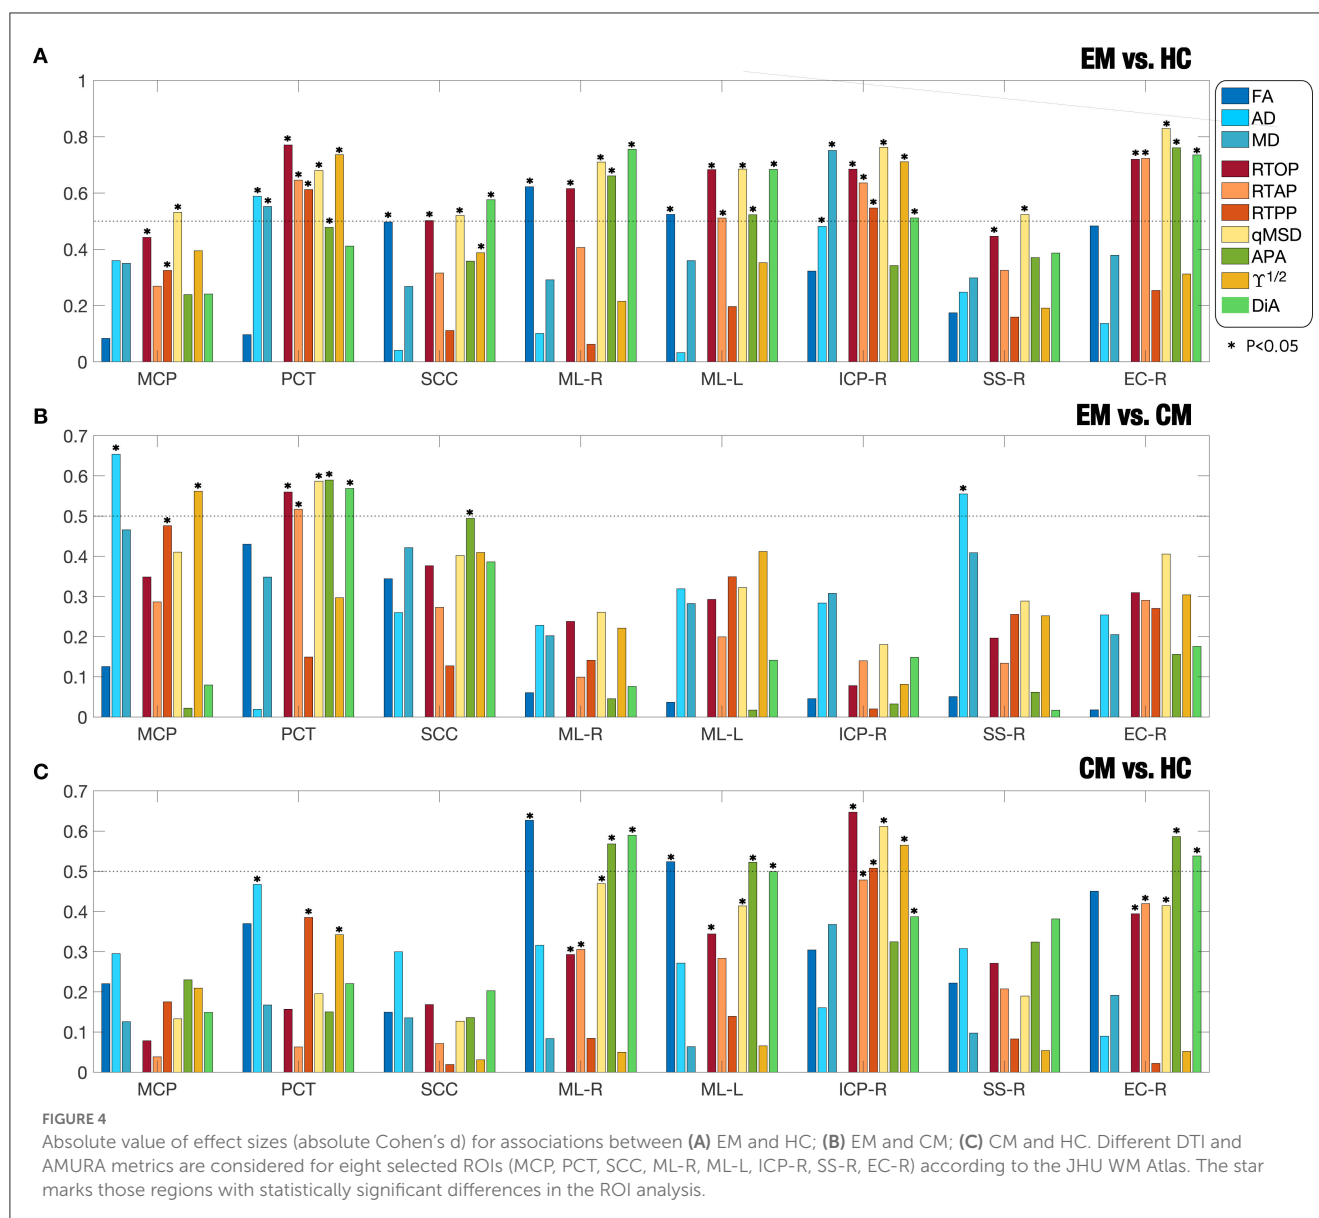 A
EM vs. HC
1
0.8
0.6
0.4
0.2
0
MCP PCT SCC ML-R ML-L ICP-R SS-R EC-R
FA
AD
MD
RTOP
RTAP
RTPP
qMSD
APA
ϒ1/2
DiA
* P<0.05
B
EM vs. CM
0.7
0.6
0.5
0.4
0.3
0.2
0.1
0
MCP PCT SCC ML-R ML-L ICP-R SS-R EC-R
C
CM vs. HC
0.7
0.6
0.5
0.4
0.3
0.2
0.1
0
MCP PCT SCC ML-R ML-L ICP-R SS-R EC-R
FIGURE 4
Absolute value of effect sizes (absolute Cohen's d) for associations between (A) EM and HC; (B) EM and CM; (C) CM and HC. Different DTI and
AMURA metrics are considered for eight selected ROIs (MCP, PCT, SCC, ML-R, ML-L, ICP-R, SS-R, EC-R) according to the JHU WM Atlas. The star
marks those regions with statistically significant differences in the ROI analysis.